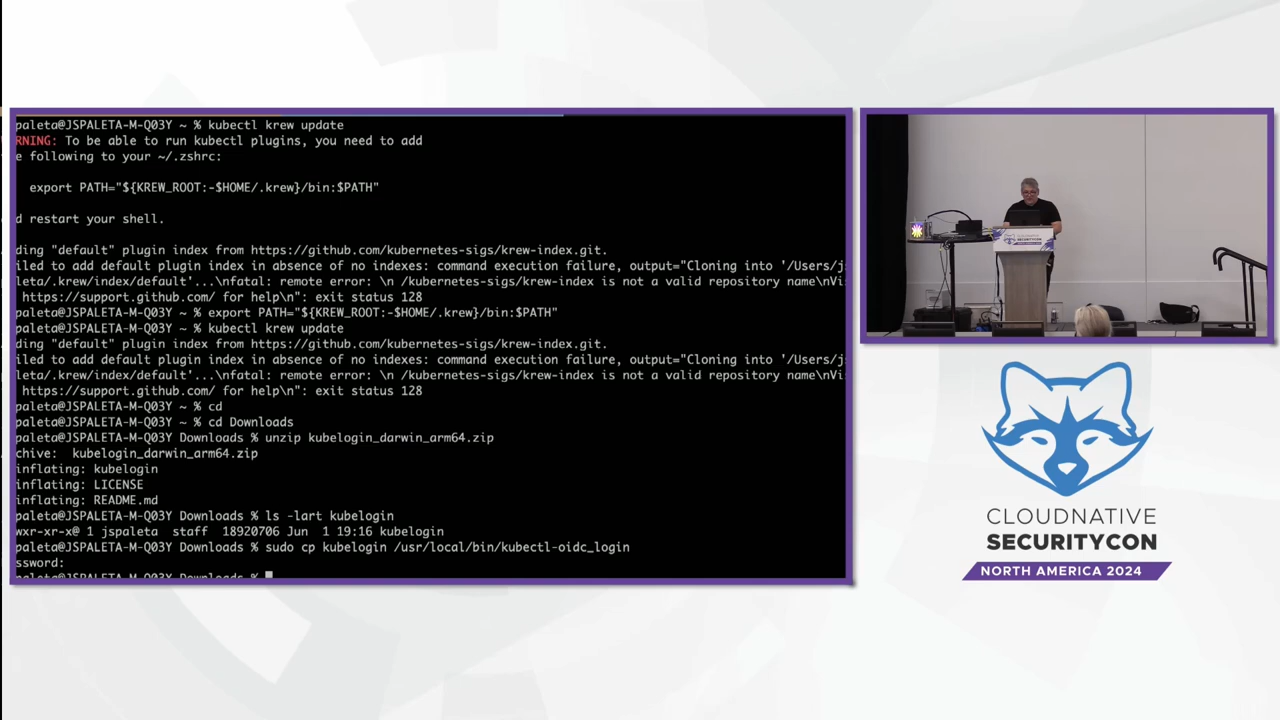 paleta@JSPALETA-M-Q03Y ~ % kubectl krew update
RNING: To be able to run kubectl plugins, you need to add
e following to your ~/.zshrc:
export PATH="${KREW_ROOT:-$HOME/.krew}/bin:$PATH"
d restart your shell.
ding "default" plugin index from https://github.com/kubernetes-sigs/krew-index.git.
iled to add default plugin index in absence of no indexes: command execution failure, output="Cloning into '/Users/js
leta/.krew/index/default'...\nfatal: remote error: \n /kubernetes-sigs/krew-index is not a valid repository name\nVis
https://support.github.com/ for help\n": exit status 128
paleta@JSPALETA-M-Q03Y ~ % export PATH="${KREW_ROOT:-$HOME/.krew}/bin:$PATH"
paleta@JSPALETA-M-Q03Y ~ % kubectl krew update
ding "default" plugin index from https://github.com/kubernetes-sigs/krew-index.git.
iled to add default plugin index in absence of no indexes: command execution failure, output="Cloning into '/Users/js
leta/.krew/index/default'...\nfatal: remote error: \n /kubernetes-sigs/krew-index is not a valid repository name\nVis
https://support.github.com/ for help\n": exit status 128
paleta@JSPALETA-M-Q03Y ~ % cd
paleta@JSPALETA-M-Q03Y ~ % cd Downloads
paleta@JSPALETA-M-Q03Y Downloads % unzip kubelogin_darwin_arm64.zip
chive:  kubelogin_darwin_arm64.zip
inflating: kubelogin
inflating: LICENSE
inflating: README.md
paleta@JSPALETA-M-Q03Y Downloads % ls -lart kubelogin
wxr-xr-x@ 1 jspaleta  staff  18920706 Jun  1 19:16 kubelogin
paleta@JSPALETA-M-Q03Y Downloads % sudo cp kubelogin /usr/local/bin/kubectl-oidc_login
ssword:
paleta@JSPALETA-M-Q03Y Downloads %
CLOUDNATIVE
SECURITYCON
CLOUDNATIVE
SECURITYCON
NORTH AMERICA 2024